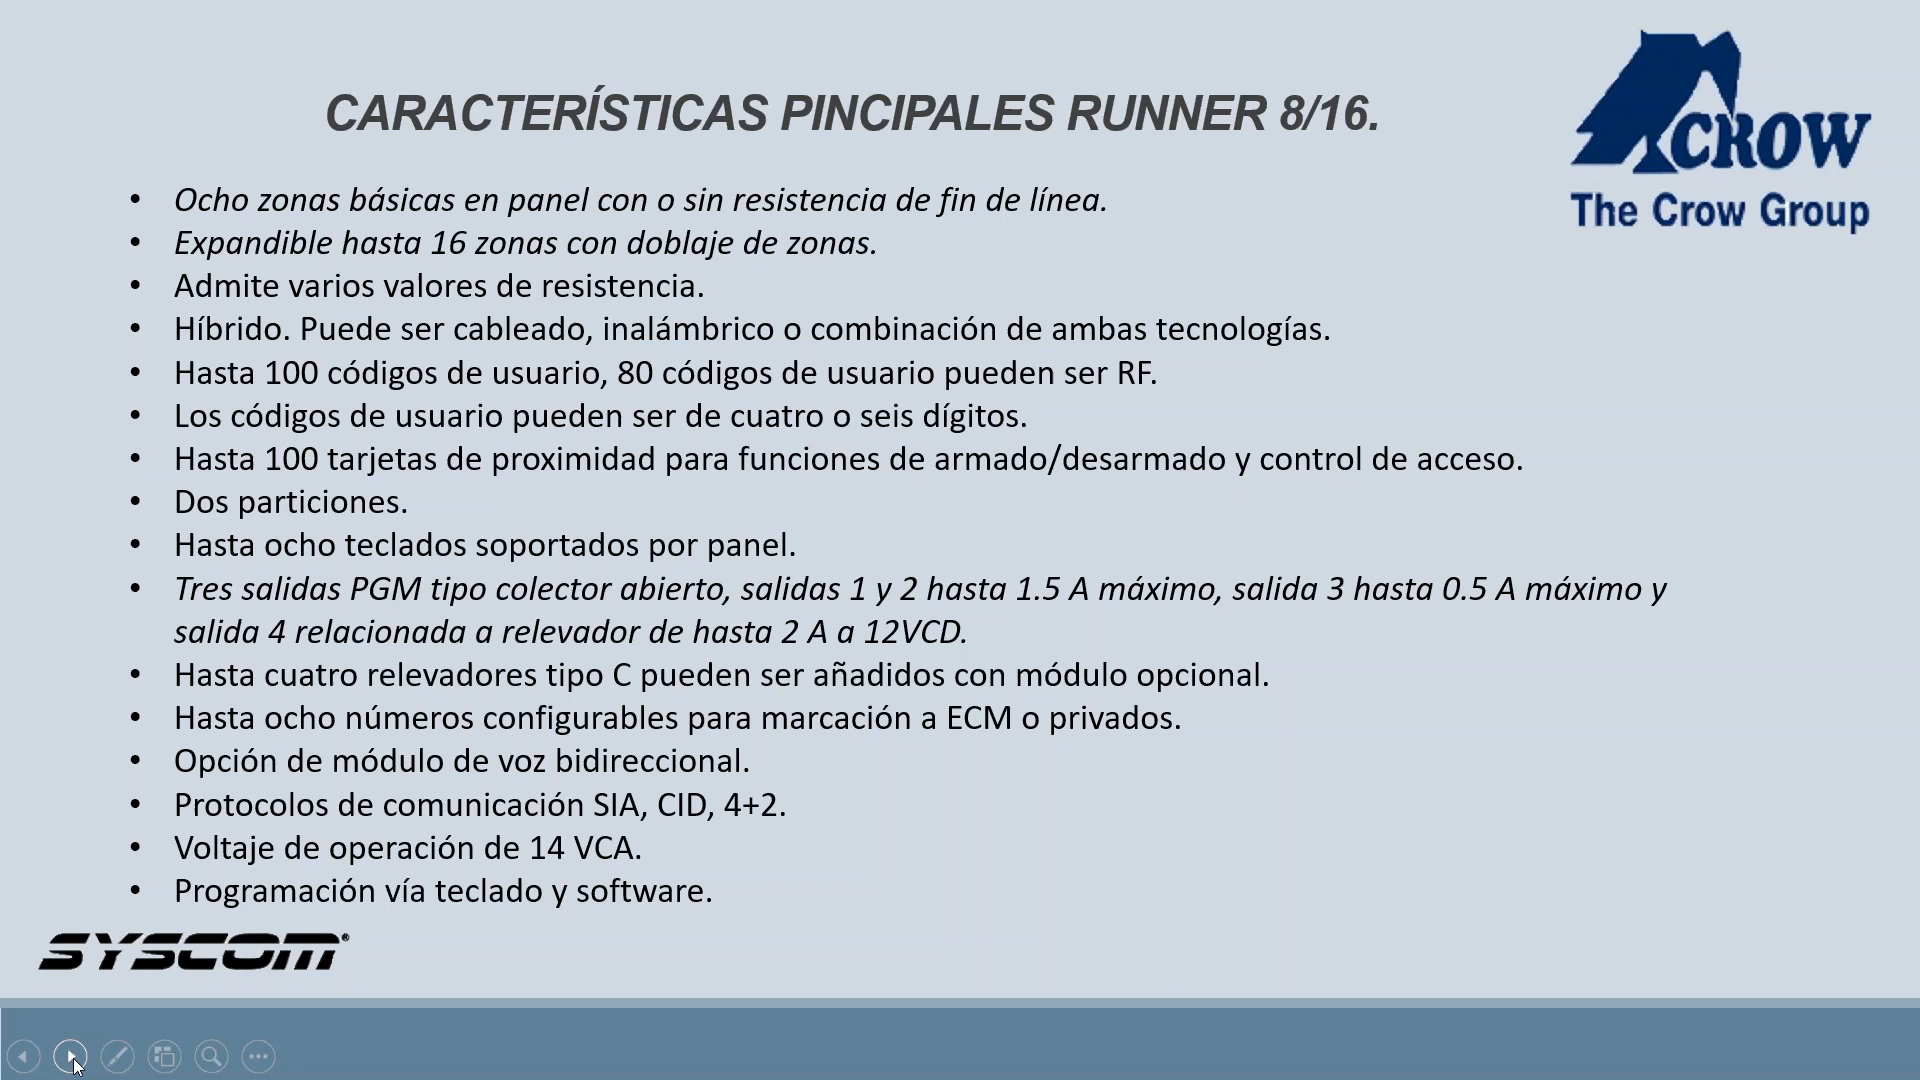 CARACTERÍSTICAS PINCIPALES RUNNER 8/16.
CROW
The Crow Group
• Ocho zonas básicas en panel con o sin resistencia de fin de línea.
• Expandible hasta 16 zonas con doblaje de zonas.
• Admite varios valores de resistencia.
• Híbrido. Puede ser cableado, inalámbrico o combinación de ambas tecnologías.
• Hasta 100 códigos de usuario, 80 códigos de usuario pueden ser RF.
• Los códigos de usuario pueden ser de cuatro o seis dígitos.
• Hasta 100 tarjetas de proximidad para funciones de armado/desarmado y control de acceso.
• Dos particiones.
• Hasta ocho teclados soportados por panel.
• Tres salidas PGM tipo colector abierto, salidas 1 y 2 hasta 1.5 A máximo, salida 3 hasta 0.5 A máximo y
salida 4 relacionada a relevador de hasta 2 A a 12VCD.
• Hasta cuatro relevadores tipo C pueden ser añadidos con módulo opcional.
• Hasta ocho números configurables para marcación a ECM o privados.
• Opción de módulo de voz bidireccional.
• Protocolos de comunicación SIA, CID, 4+2.
• Voltaje de operación de 14 VCA.
• Programación vía teclado y software.
SYSCOM®